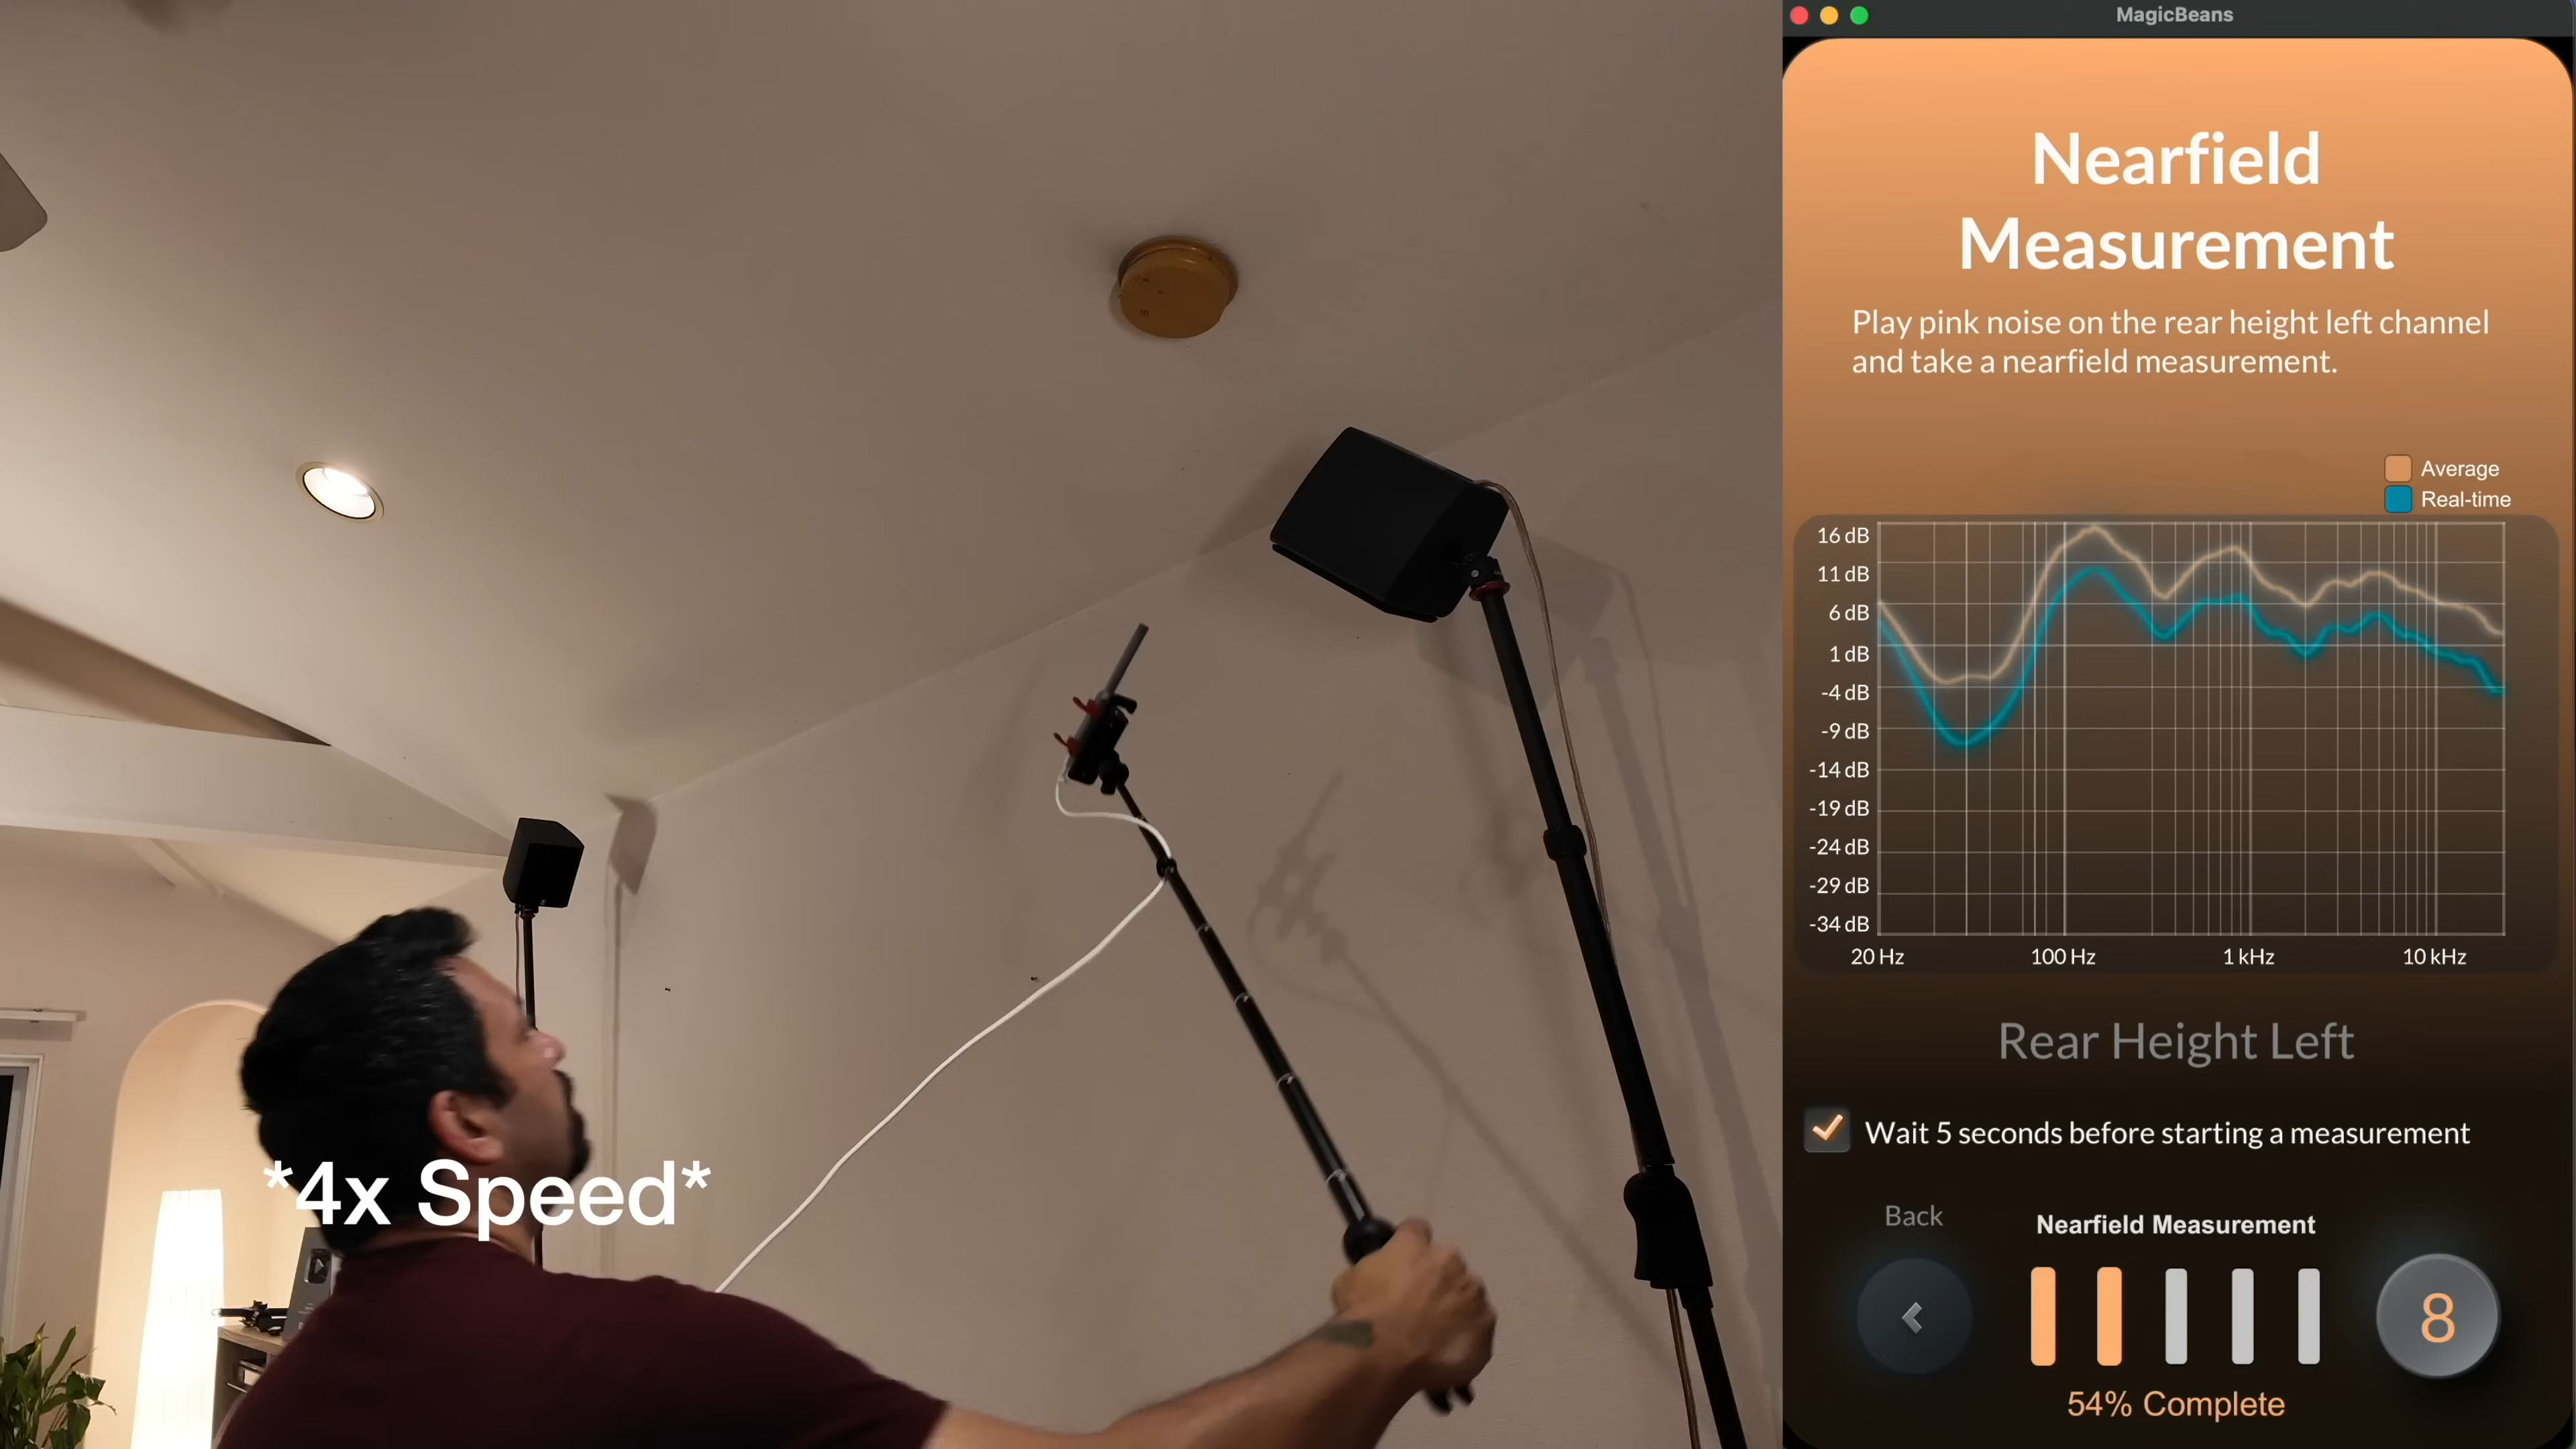 MagicBeans
Nearfield
Measurement
Play pink noise on the rear height left channel
and take a nearfield measurement.
Average
Real-time
16 dB
11 dB
6 dB
1 dB
-4 dB
-9 dB
-14 dB
-19 dB
-24 dB
-29 dB
-34 dB
20 Hz
100 Hz
1 kHz
10 kHz
Rear Height Left
Wait 5 seconds before starting a measurement
*4x Speed*
Back
Nearfield Measurement
8
54% Complete